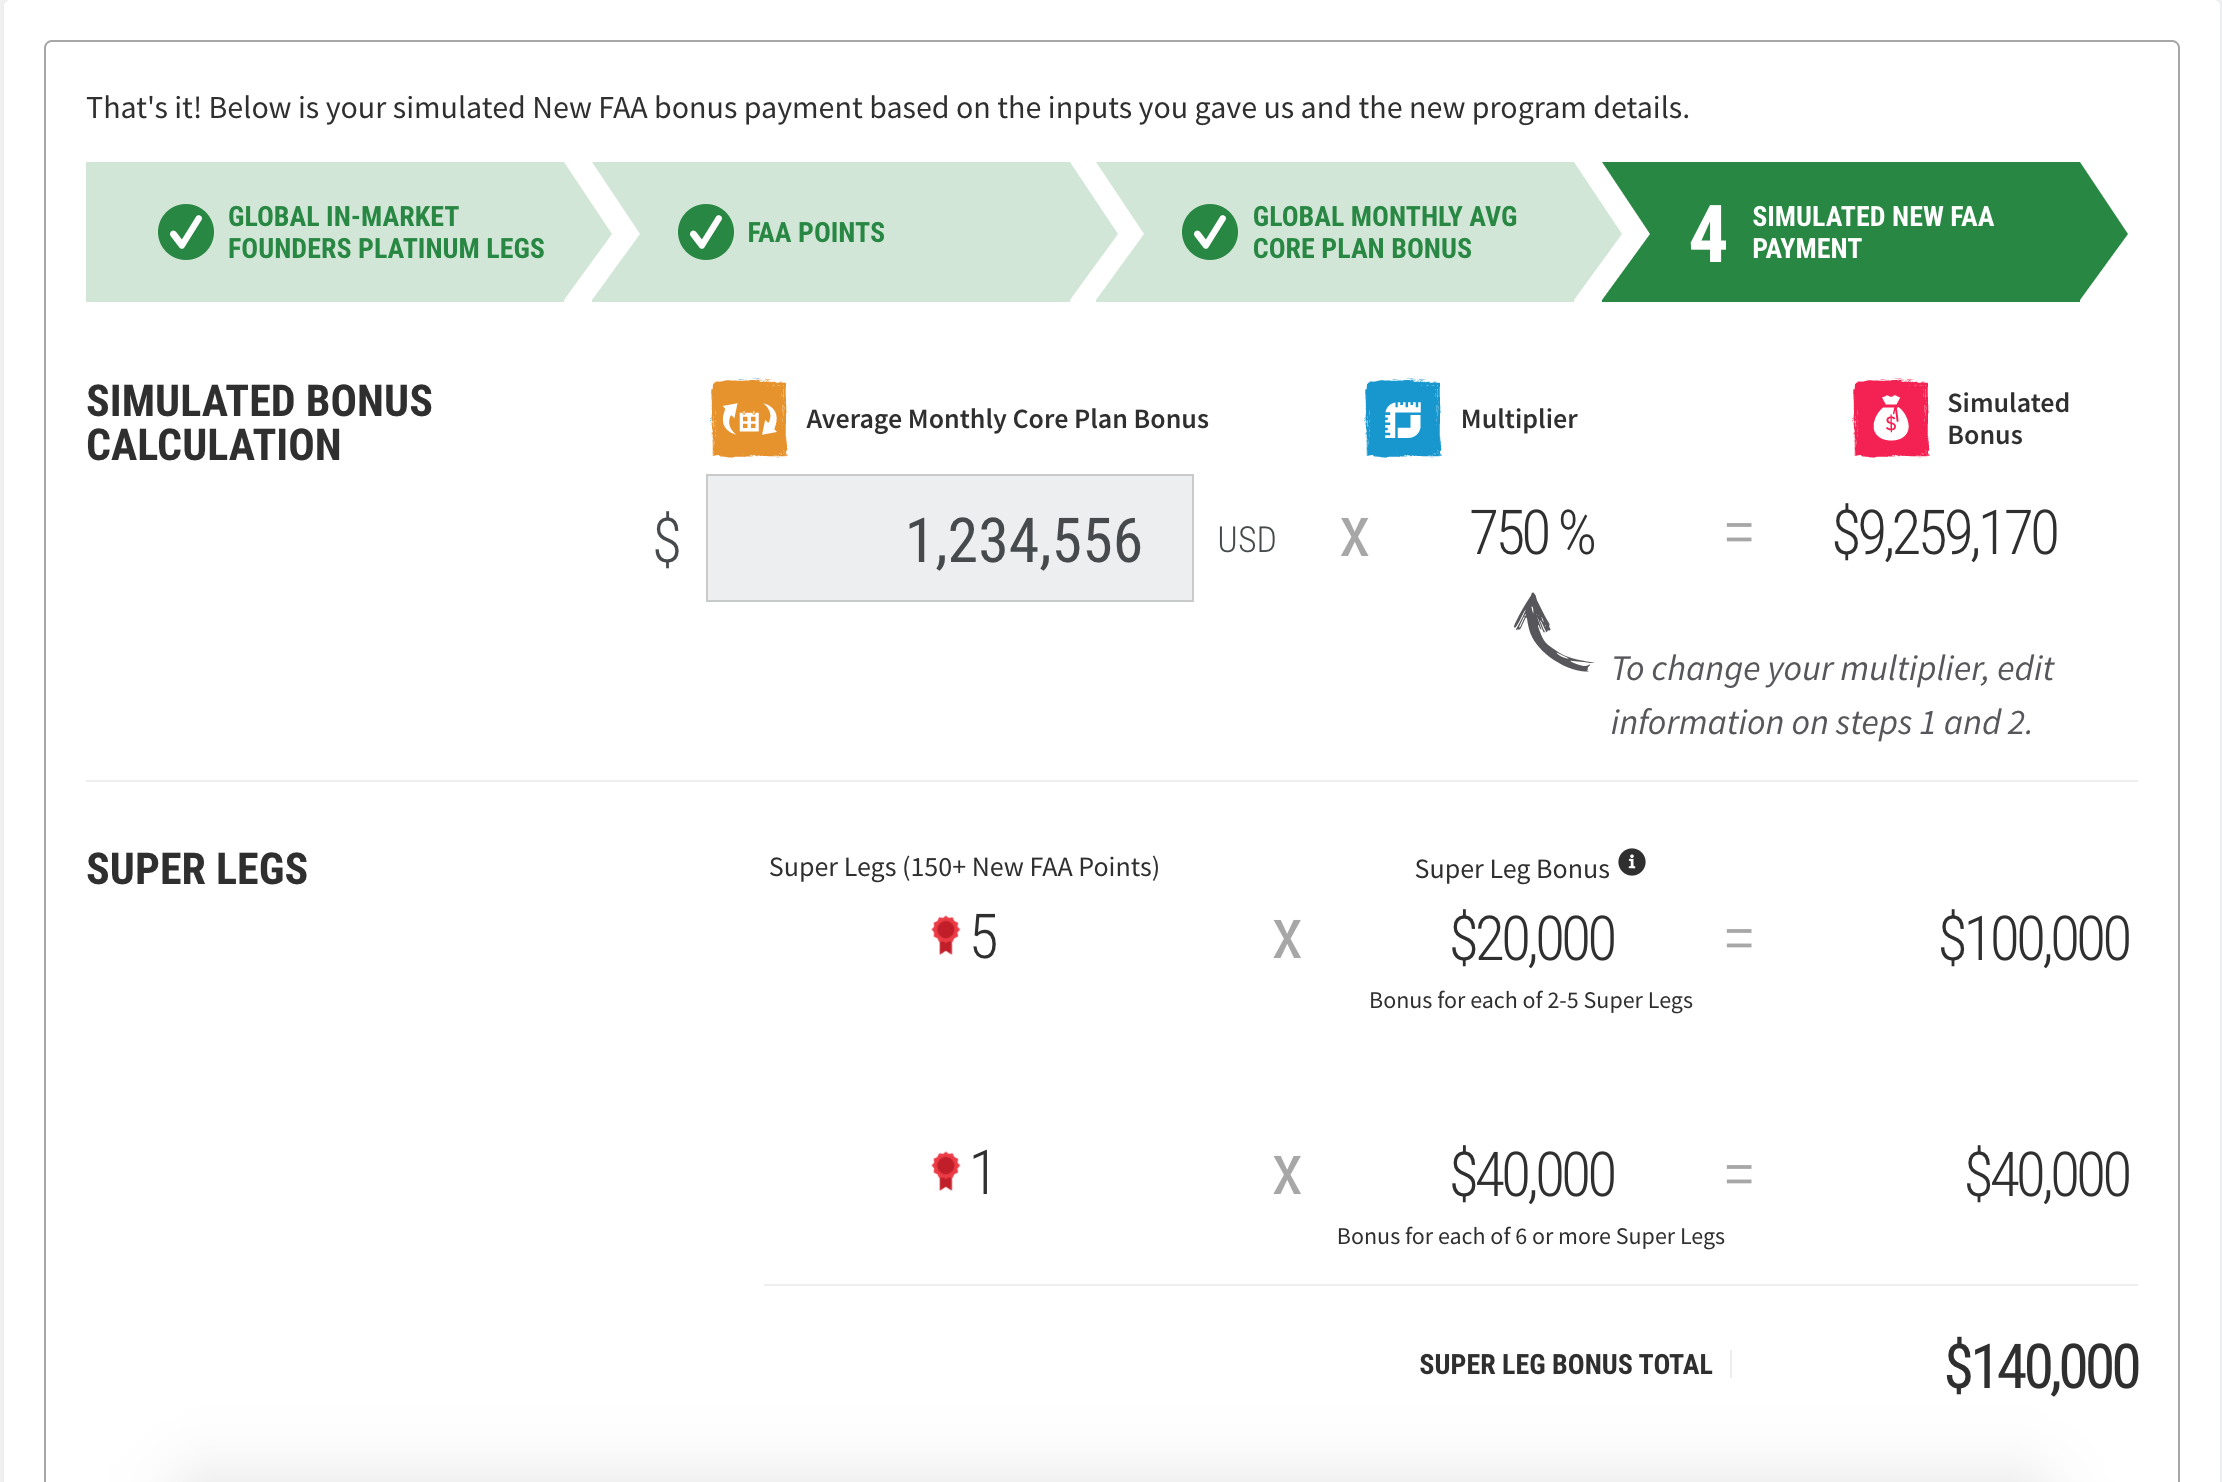 That's it! Below is your simulated New FAA bonus payment based on the inputs you gave us and the new program details.
GLOBAL IN-MARKET
FOUNDERS PLATINUM LEGS
FAA POINTS
GLOBAL MONTHLY AVG
CORE PLAN BONUS
4
SIMULATED NEW FAA
PAYMENT
SIMULATED BONUS
CALCULATION
Average Monthly Core Plan Bonus
Multiplier
Simulated
Bonus
$ 1,234,556 USD X 750 % = $9,259,170
To change your multiplier, edit
information on steps 1 and 2.
SUPER LEGS
Super Legs (150+ New FAA Points)
Super Leg Bonus
5 X $20,000 = $100,000
Bonus for each of 2-5 Super Legs
1 X $40,000 = $40,000
Bonus for each of 6 or more Super Legs
SUPER LEG BONUS TOTAL $140,000